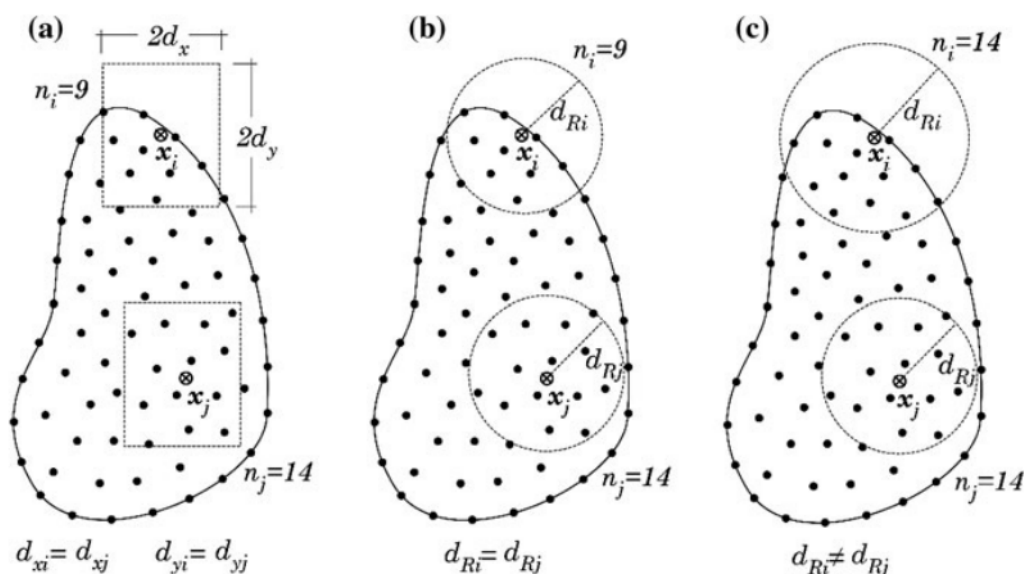 (a)
2d_x
n_i=9
2d_y
x_i
x_j
n_j=14
d_xi = d_xj
d_yi = d_yj
(b)
n_i=9
d_Ri
x_i
d_Rj
x_j
n_j=14
d_Ri = d_Rj
(c)
n_i=14
d_Ri
x_i
d_Rj
x_j
n_j=14
d_Ri ≠ d_Rj